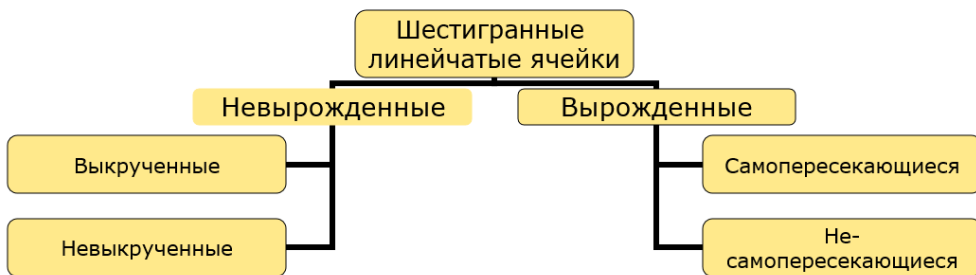 Шестигранные
линейчатые ячейки
Невырожденные
Вырожденные
Выкрученные
Самопересекающиеся
Невыкрученные
Не-
самопересекающиеся